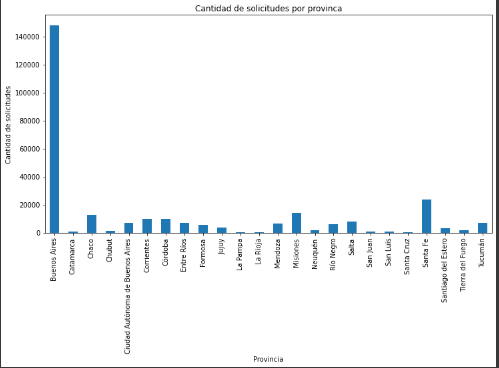 Cantidad de solicitudes por provinca
Cantidad de solicitudes
140000
120000
100000
80000
60000
40000
20000
0
Buenos Aires
Catamarca
Chaco
Chubut
Ciudad Autónoma de Buenos Aires
Corrientes
Córdoba
Entre Ríos
Formosa
Jujuy
La Pampa
La Rioja
Mendoza
Misiones
Neuquén
Río Negro
Salta
San Juan
San Luis
Santa Cruz
Santa Fe
Santiago del Estero
Tierra del Fuego
Tucumán
Provincia